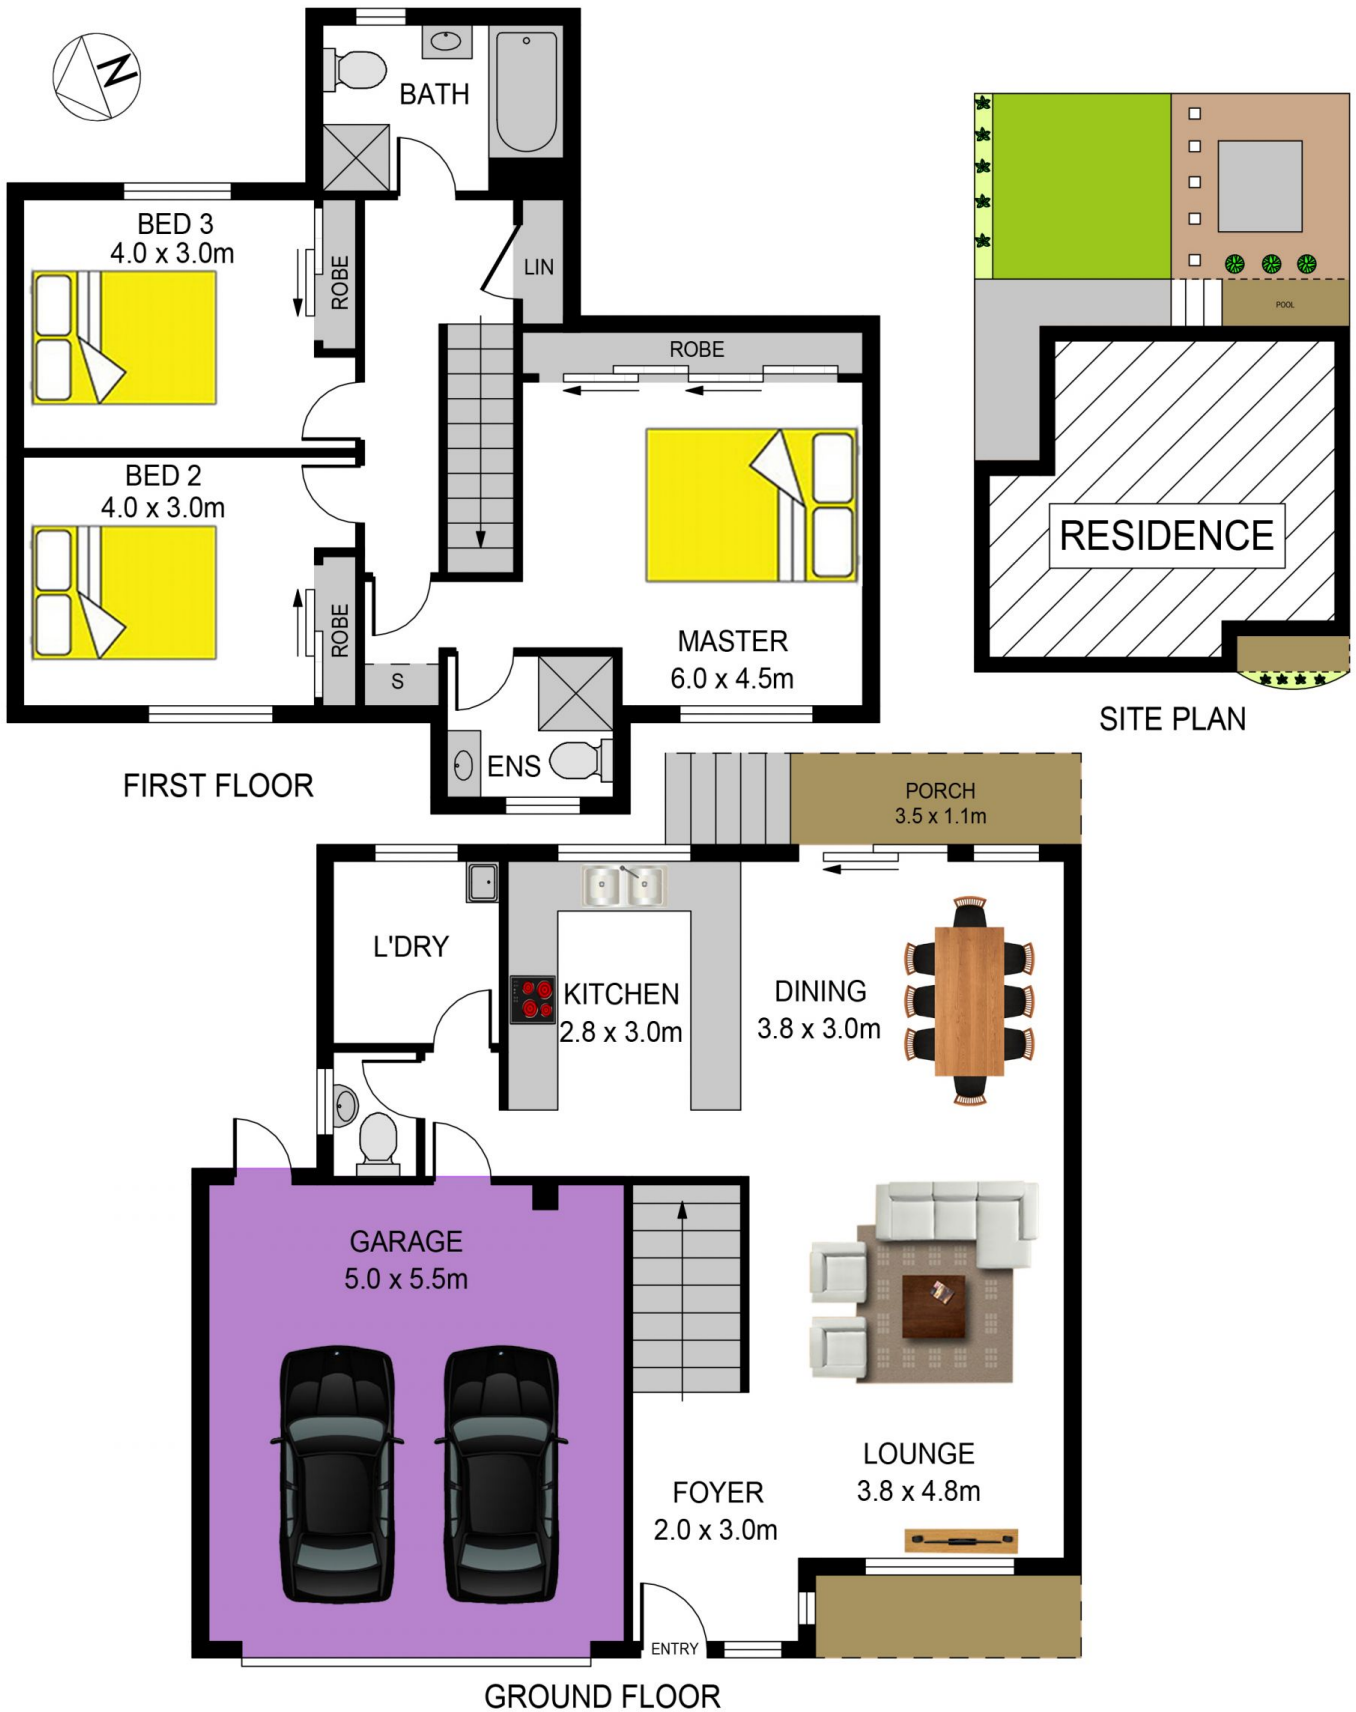 N
BATH
BED 3
4.0 x 3.0m
ROBE
LIN
ROBE
BED 2
4.0 x 3.0m
ROBE
MASTER
6.0 x 4.5m
S
ENS
FIRST FLOOR
POOL
RESIDENCE
SITE PLAN
PORCH
3.5 x 1.1m
L'DRY
KITCHEN
2.8 x 3.0m
DINING
3.8 x 3.0m
GARAGE
5.0 x 5.5m
LOUNGE
3.8 x 4.8m
FOYER
2.0 x 3.0m
ENTRY
GROUND FLOOR